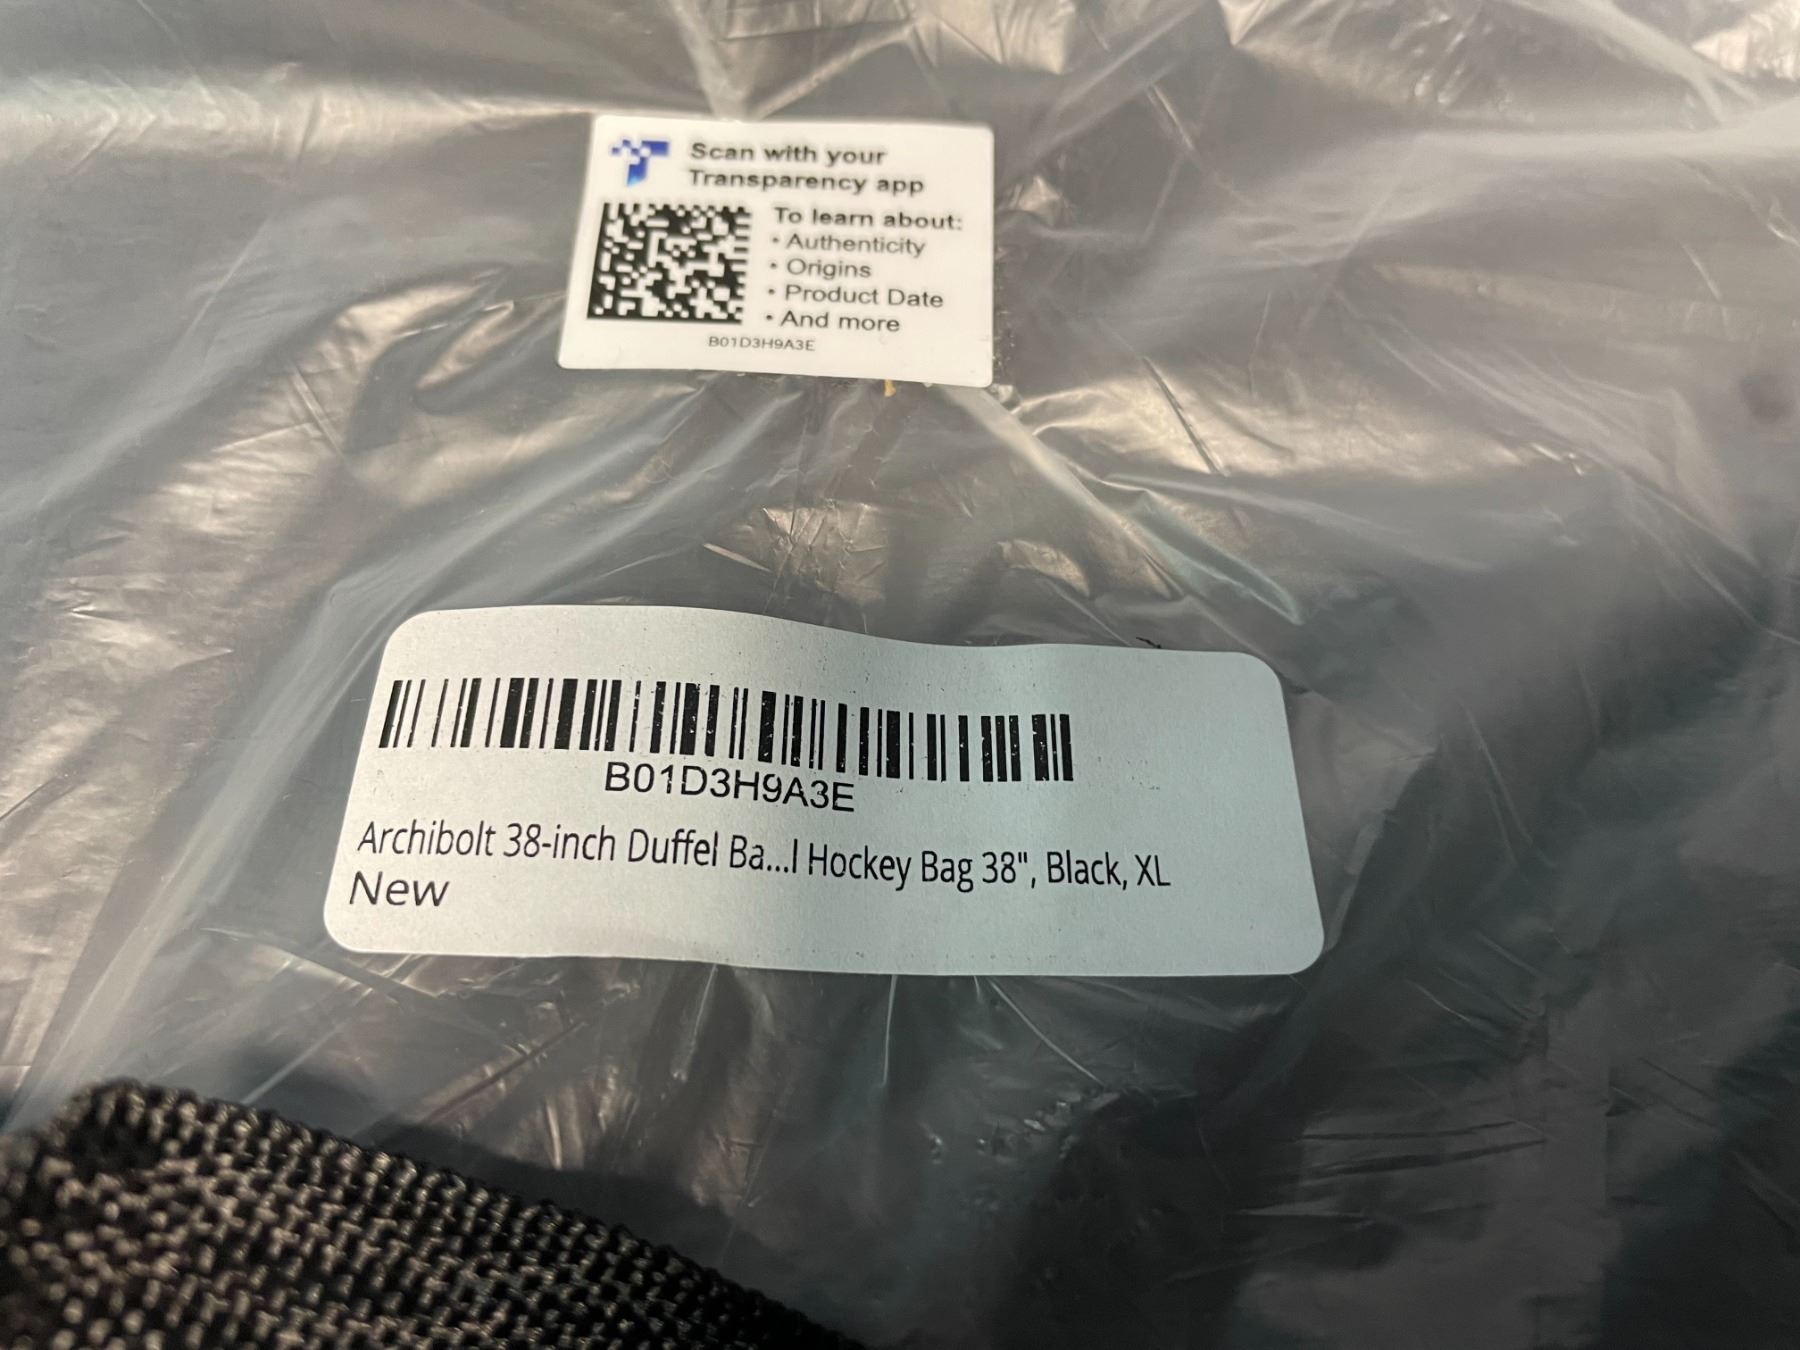 Scan with your
Transparency app
To learn about:
• Authenticity
• Origins
• Product Date
• And more
B01D3H9A3E
B01D3H9A3E
Archibolt 38-inch Duffel Ba...l Hockey Bag 38", Black, XL
New